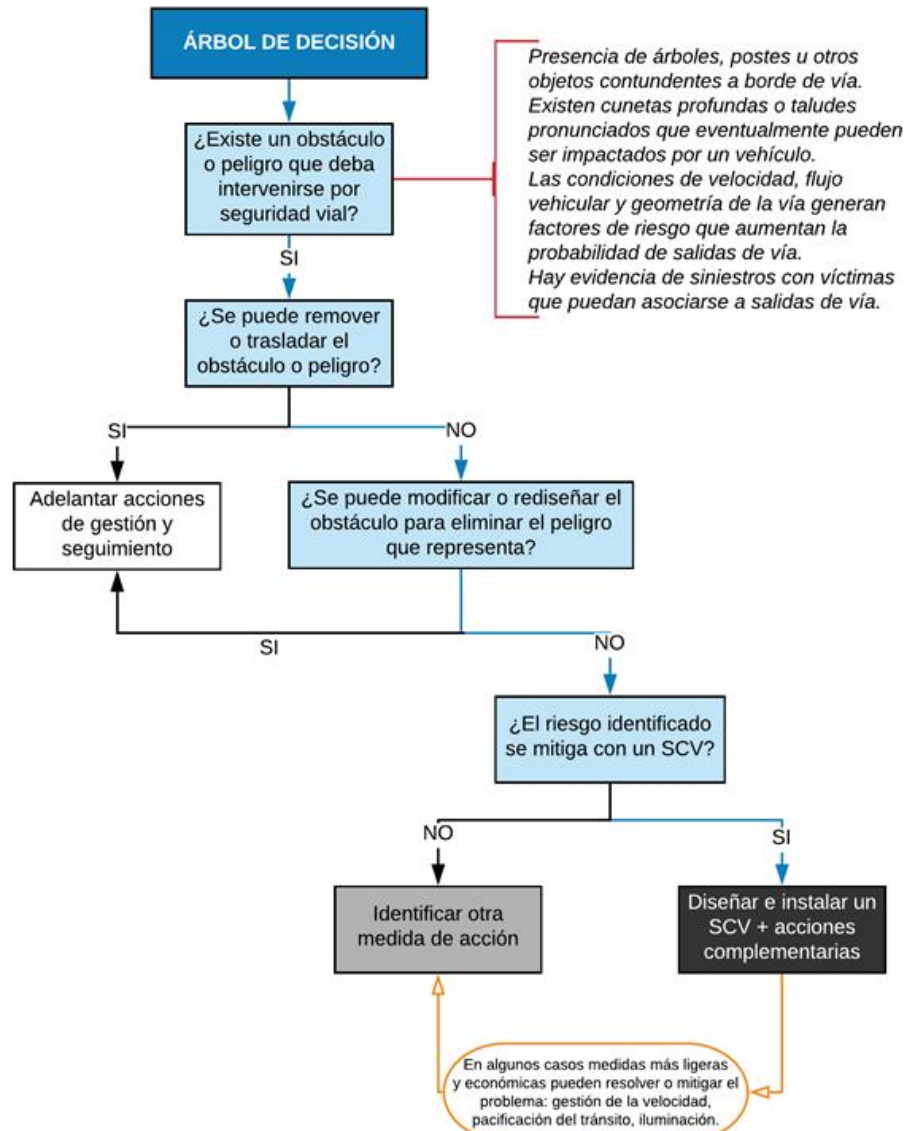 ÁRBOL DE DECISIÓN
¿Existe un obstáculo
o peligro que deba
intervenirse por
seguridad vial?
Presencia de árboles, postes u otros
objetos contundentes a borde de vía.
Existen cunetas profundas o taludes
pronunciados que eventualmente pueden
ser impactados por un vehículo.
Las condiciones de velocidad, flujo
vehicular y geometría de la vía generan
factores de riesgo que aumentan la
probabilidad de salidas de vía.
Hay evidencia de siniestros con víctimas
que puedan asociarse a salidas de vía.
SI
¿Se puede remover
o trasladar el
obstáculo o peligro?
SI
NO
Adelantar acciones
de gestión y
seguimiento
¿Se puede modificar o rediseñar el
obstáculo para eliminar el peligro
que representa?
SI
NO
¿El riesgo identificado
se mitiga con un SCV?
NO
SI
Identificar otra
medida de acción
Diseñar e instalar un
SCV + acciones
complementarias
En algunos casos medidas más ligeras
y económicas pueden resolver o mitigar el
problema: gestión de la velocidad,
pacificación del tránsito, iluminación.